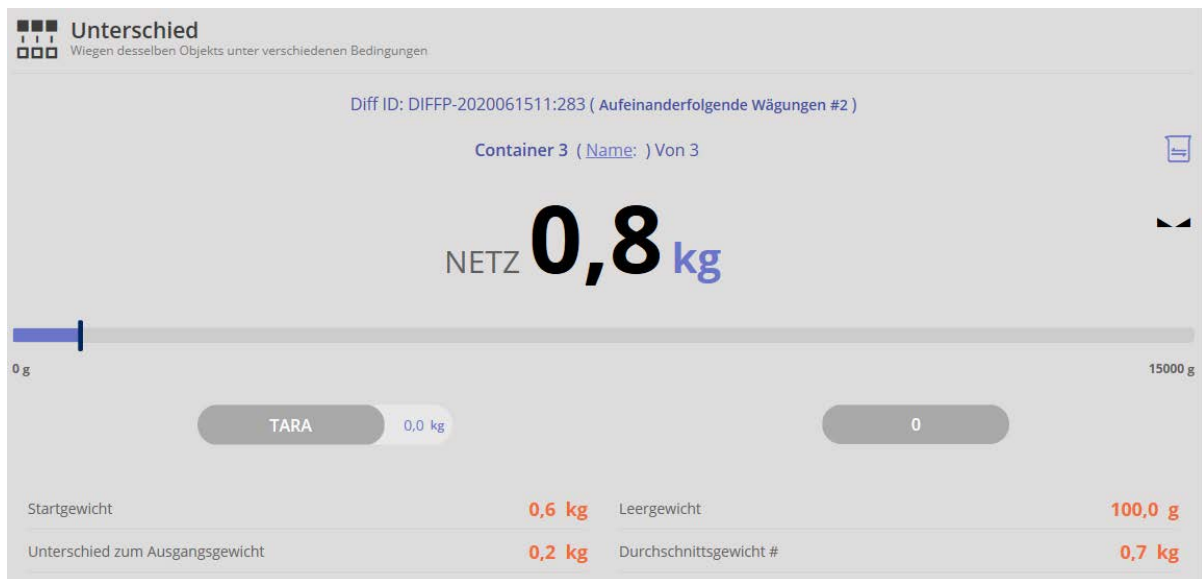 Unterschied
Wiegen desselben Objekts unter verschiedenen Bedingungen
Diff ID: DIFFP-2020061511:283 ( Aufeinanderfolgende Wägungen #2 )
Container 3 ( Name: ) Von 3
NETZ 0,8 kg
0 g 15000 g
TARA 0,0 kg 0
Startgewicht 0,6 kg Leergewicht 100,0 g
Unterschied zum Ausgangsgewicht 0,2 kg Durchschnittsgewicht # 0,7 kg